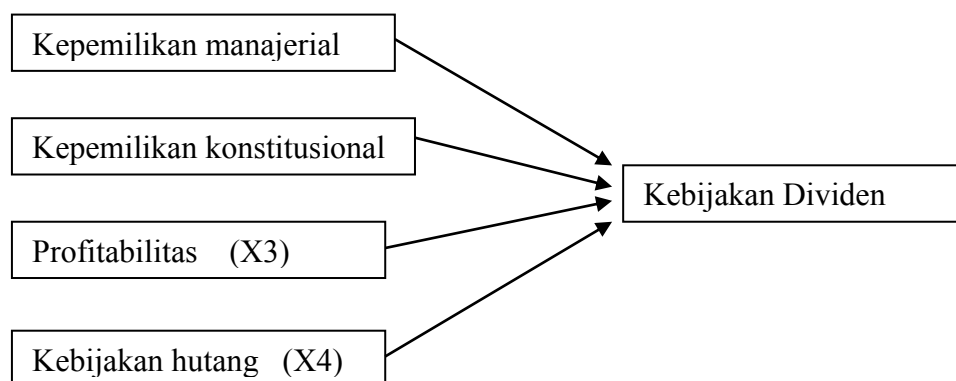 Kepemilikan manajerial
Kepemilikan konstitusional
Kebijakan Dividen
Profitabilitas (X3)
Kebijakan hutang (X4)